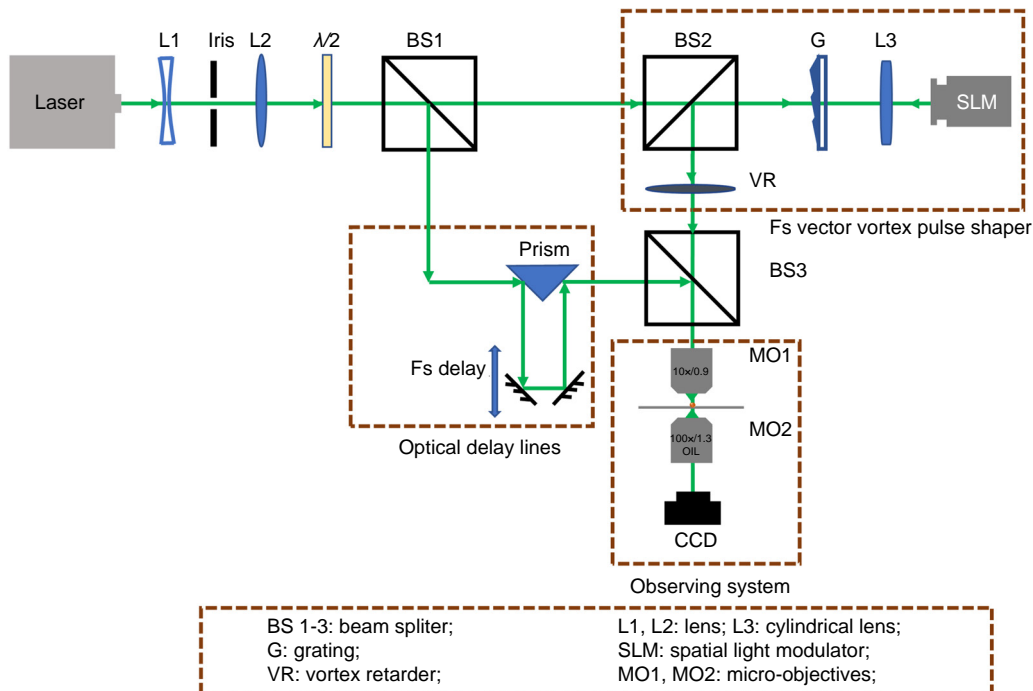 L1 Iris L2 λ/2 BS1 BS2 G L3
Laser
SLM
VR
Fs vector vortex pulse shaper
Prism
BS3
Fs delay
MO1
10×/0.9
MO2
100×/1.3
OIL
Optical delay lines
CCD
Observing system
BS 1-3: beam spliter; L1, L2: lens; L3: cylindrical lens;
G: grating; SLM: spatial light modulator;
VR: vortex retarder; MO1, MO2: micro-objectives;